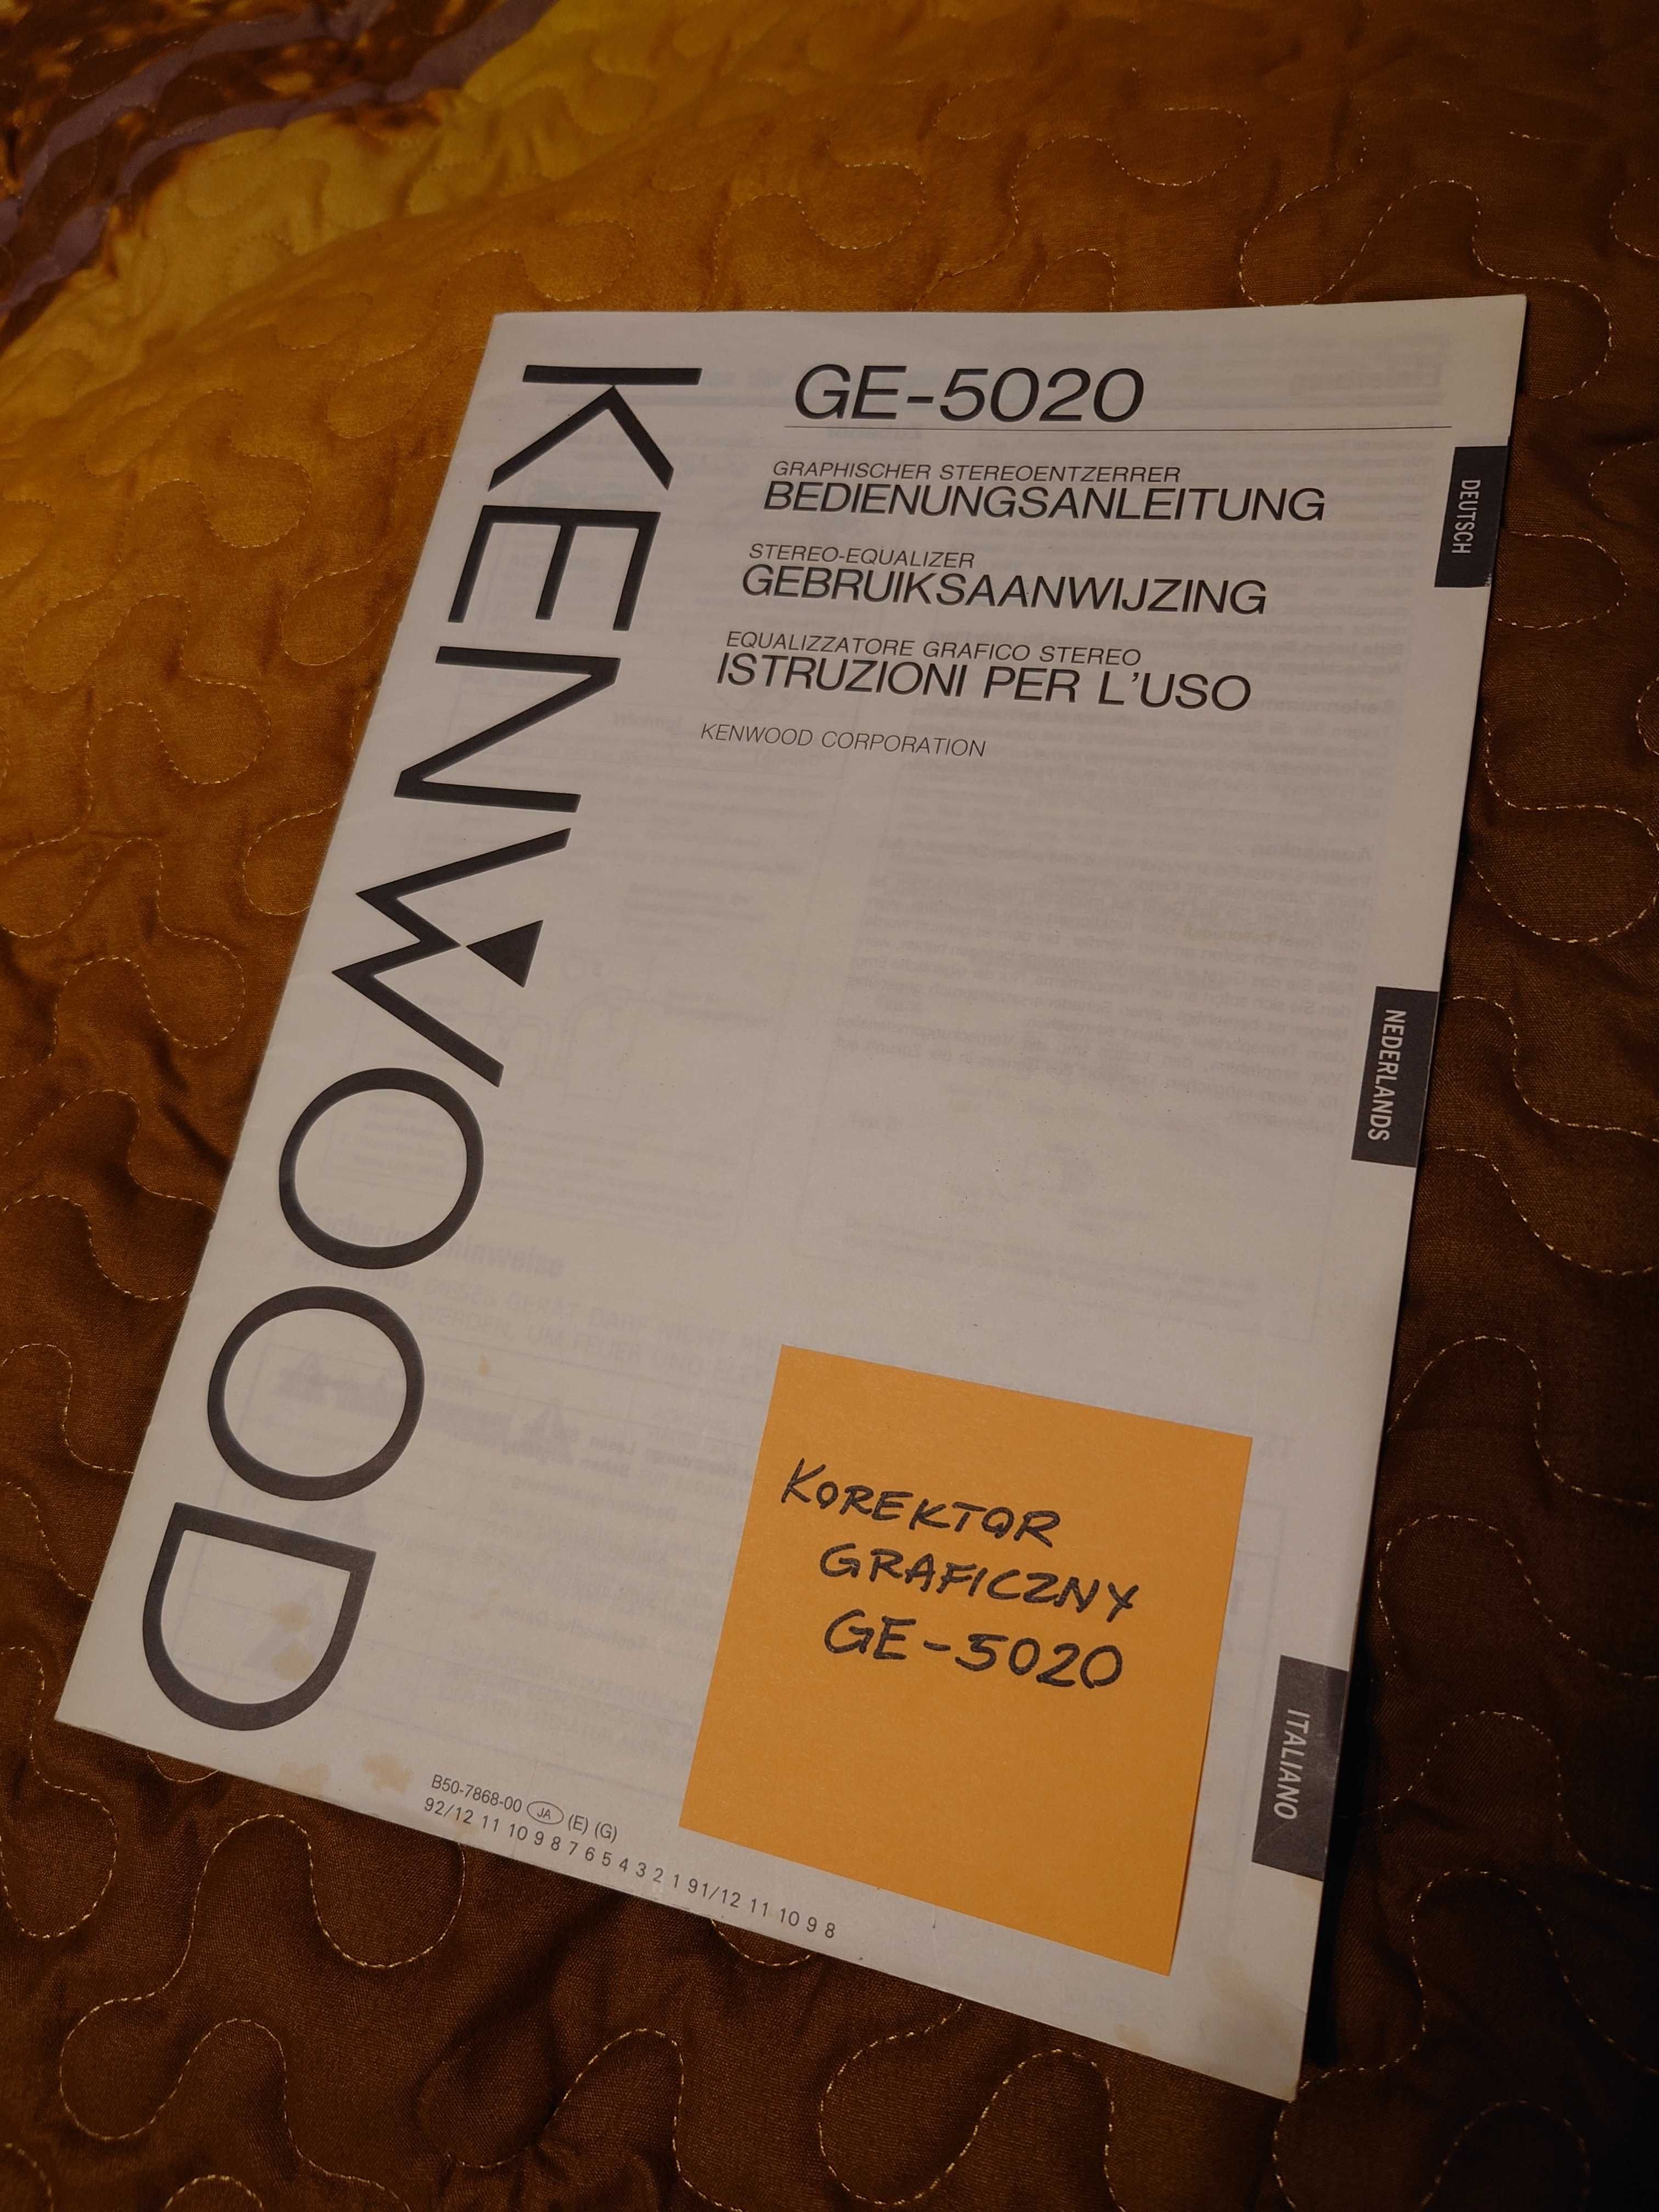 KENWOOD
GE-5020
GRAPHISCHER STEREOENTZERRER
BEDIENUNGSANLEITUNG
STEREO-EQUALIZER
GEBRUIKSAANWIJZING
EQUALIZZATORE GRAFICO STEREO
ISTRUZIONI PER L'USO
KENWOOD CORPORATION
DEUTSCH
NEDERLANDS
ITALIANO
KOREKTOR
GRAFICZNY
GE-5020
B50-7868-00 JA (E) (G)
92/12 11 10 9 8 7 6 5 4 3 2 1 91/12 11 10 9 8